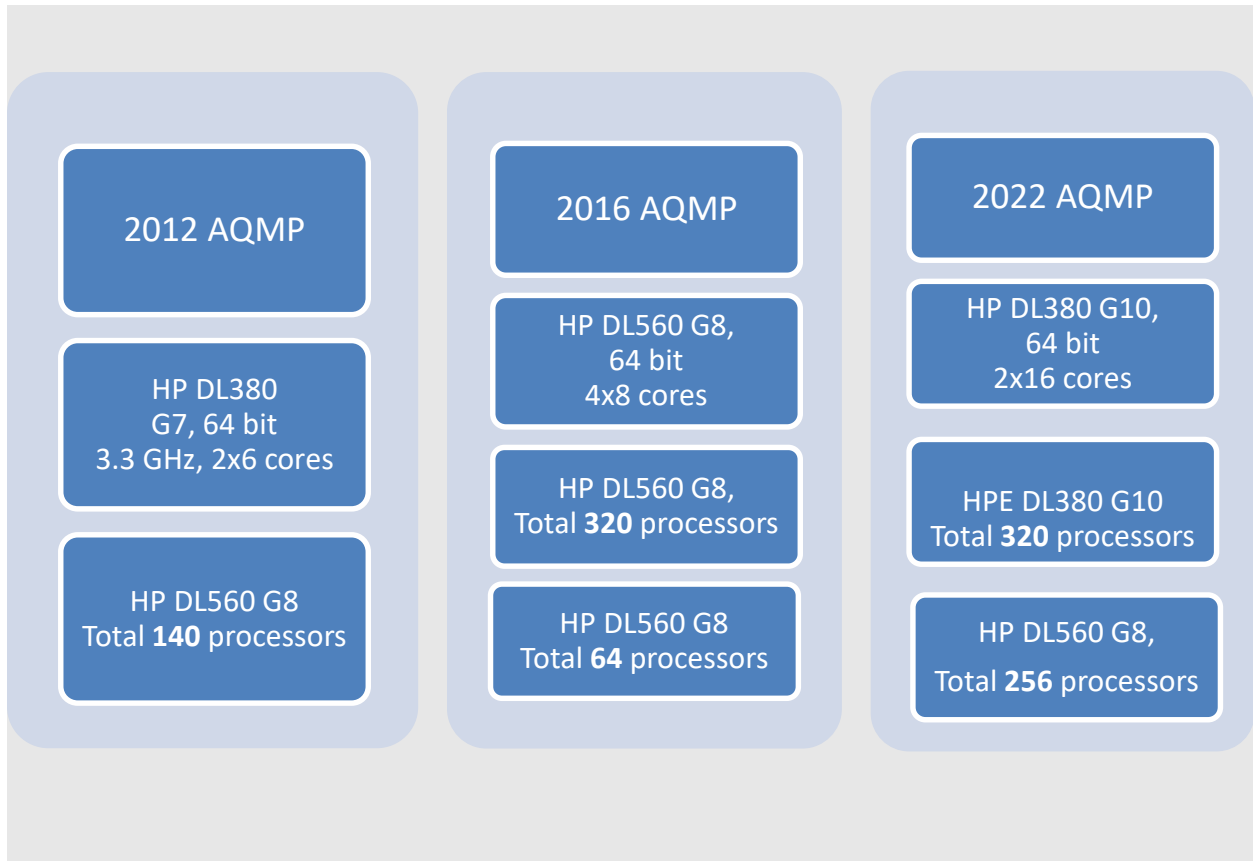 2012 AQMP
HP DL380
G7, 64 bit
3.3 GHz, 2x6 cores
HP DL560 G8
Total 140 processors
2016 AQMP
HP DL560 G8,
64 bit
4x8 cores
HP DL560 G8,
Total 320 processors
HP DL560 G8
Total 64 processors
2022 AQMP
HP DL380 G10,
64 bit
2x16 cores
HPE DL380 G10
Total 320 processors
HP DL560 G8,
Total 256 processors